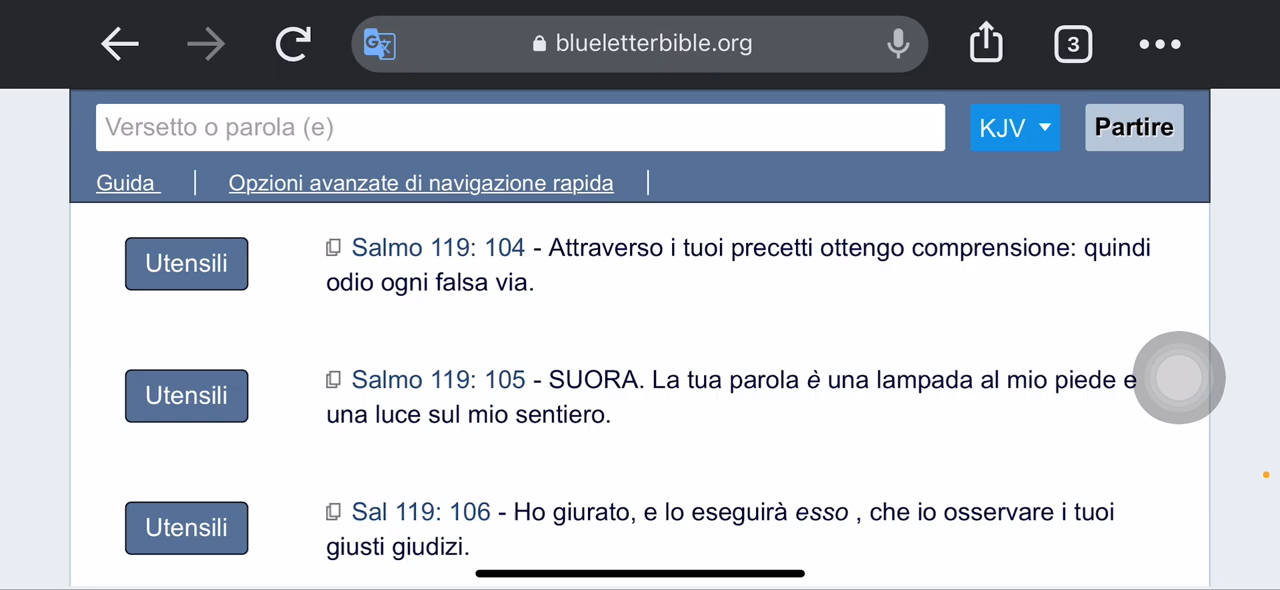 3
blueletterbible.org
Versetto o parola (e)
KJV
Partire
Guida
Opzioni avanzate di navigazione rapida
Utensili
Salmo 119: 104 - Attraverso i tuoi precetti ottengo comprensione: quindi
odio ogni falsa via.
Utensili
Salmo 119: 105 - SUORA. La tua parola è una lampada al mio piede e
una luce sul mio sentiero.
Utensili
Sal 119: 106 - Ho giurato, e lo eseguirà esso , che io osservare i tuoi
giusti giudizi.